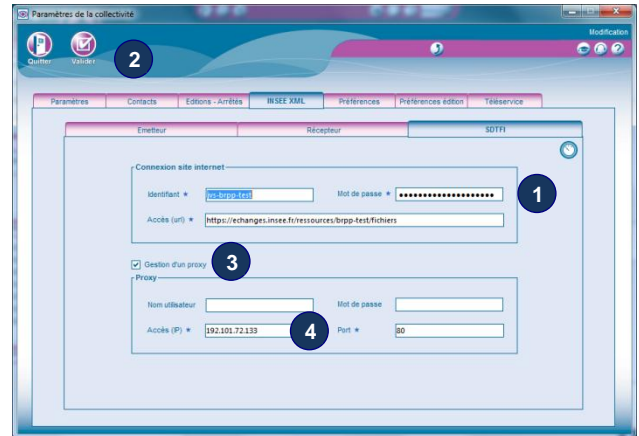 Paramètres de la collectivité
Modification
Quitter Valider
2
Paramètres Contacts Editions - Arrêtés INSEE XML Préférences Préférences édition Téléservice
Emetteur Récepteur SDTFI
Connexion site internet
Identifiant * jvs-brpp-test Mot de passe * ••••••••••••••••••••
1
Accès (url) * https://echanges.insee.fr/ressources/brpp-test/fichiers
Gestion d'un proxy
3
Proxy
Nom utilisateur Mot de passe
Accès (IP) * 192.101.72.133
4
Port * 80